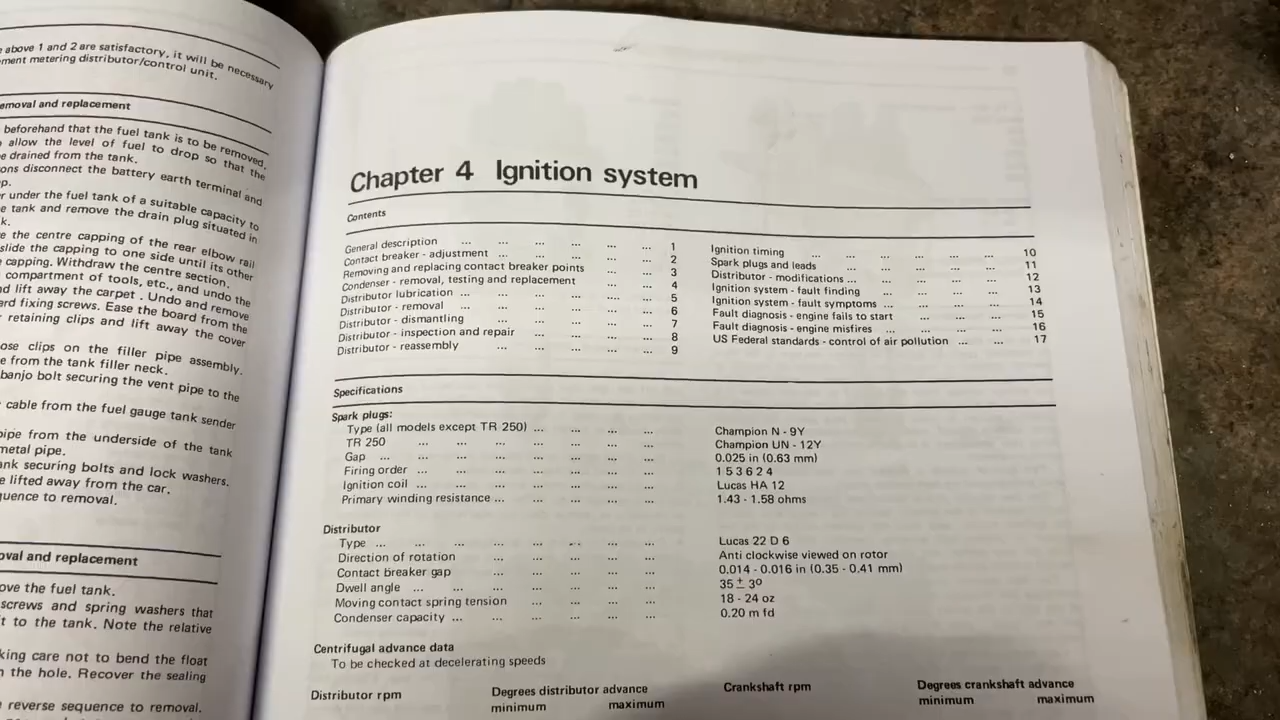 e above 1 and 2 are satisfactory, it will be necessary
ment metering distributor/control unit.
emoval and replacement
beforehand that the fuel tank is to be removed,
allow the level of fuel to drop so that the
e drained from the tank.
ons disconnect the battery earth terminal and
p.
r under the fuel tank of a suitable capacity to
e tank and remove the drain plug situated in
k.
e the centre capping of the rear elbow rail
slide the capping to one side until its other
capping. Withdraw the centre section.
compartment of tools, etc., and undo the
nd lift away the carpet . Undo and remove
ard fixing screws. Ease the board from the
retaining clips and lift away the cover
ose clips on the filler pipe assembly.
e from the tank filler neck.
banjo bolt securing the vent pipe to the
cable from the fuel gauge tank sender
pipe from the underside of the tank
metal pipe.
ank securing bolts and lock washers.
e lifted away from the car.
quence to removal.
oval and replacement
ove the fuel tank.
screws and spring washers that
it to the tank. Note the relative
king care not to bend the float
n the hole. Recover the sealing
reverse sequence to removal.
Chapter 4 Ignition system
Contents
General description ... ... ... ... ... ... 1
Contact breaker - adjustment ... ... ... ... ... 2
Removing and replacing contact breaker points ... ... 3
Condenser - removal, testing and replacement ... ... 4
Distributor lubrication ... ... ... ... .... ... 5
Distributor - removal ... ... ... ... ... ... 6
Distributor - dismantling ... ... ... ... ... 7
Distributor - inspection and repair ... ... ... ... 8
Distributor - reassembly ... ... ... ... ... 9
Ignition timing ... ... ... ... ... ... 10
Spark plugs and leads ... ... ... ... ... 11
Distributor - modifications ... ... ... ... ... 12
Ignition system - fault finding ... ... ... ... 13
Ignition system - fault symptoms ... ... ... ... 14
Fault diagnosis - engine fails to start ... ... ... 15
Fault diagnosis - engine misfires ... ... ... ... 16
US Federal standards - control of air pollution ... ... 17
Specifications
Spark plugs:
Type (all models except TR 250) ... ... ... ... Champion N - 9Y
TR 250 ... ... ... ... ... ... ... Champion UN - 12Y
Gap ... ... ... ... ... ... ... ... 0.025 in (0.63 mm)
Firing order ... ... ... ... ... ... ... 1 5 3 6 2 4
Ignition coil ... ... ... ... ... ... ... Lucas HA 12
Primary winding resistance ... ... ... ... ... 1.43 - 1.58 ohms
Distributor
Type ... ... ... ... ... ... ... ... Lucas 22 D 6
Direction of rotation ... ... ... ... ... Anti clockwise viewed on rotor
Contact breaker gap ... ... ... ... ... 0.014 - 0.016 in (0.35 - 0.41 mm)
Dwell angle ... ... ... ... ... ... ... 35 ± 3º
Moving contact spring tension ... ... ... ... 18 - 24 oz
Condenser capacity ... ... ... ... ... ... 0.20 m fd
Centrifugal advance data
To be checked at decelerating speeds
Distributor rpm Degrees distributor advance Crankshaft rpm Degrees crankshaft advance
minimum maximum minimum maximum